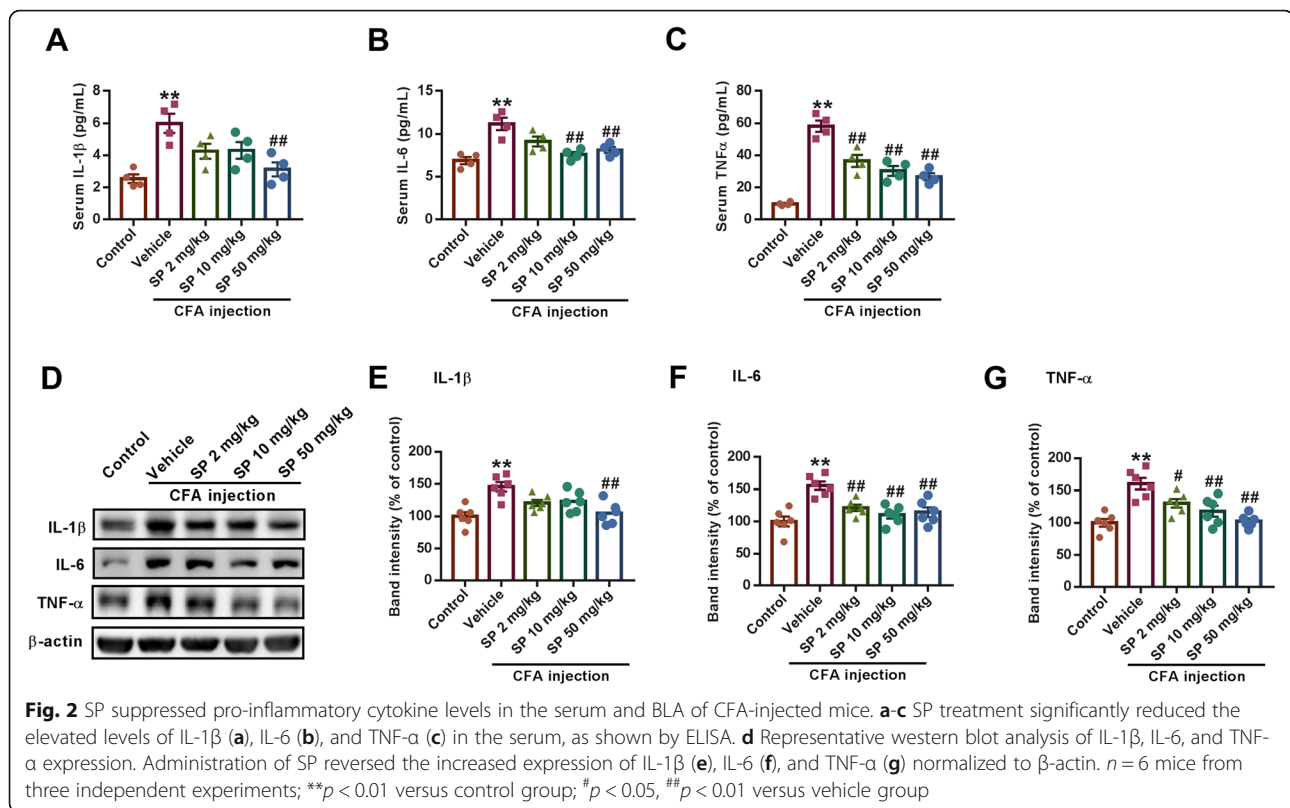 A
Serum IL-1β (pg/mL)
8
6
4
2
0
**
##
Control
Vehicle
SP 2 mg/kg
SP 10 mg/kg
SP 50 mg/kg
CFA injection
B
Serum IL-6 (pg/mL)
15
10
5
0
**
##
##
Control
Vehicle
SP 2 mg/kg
SP 10 mg/kg
SP 50 mg/kg
CFA injection
C
Serum TNFα (pg/mL)
80
60
40
20
0
**
##
##
##
Control
Vehicle
SP 2 mg/kg
SP 10 mg/kg
SP 50 mg/kg
CFA injection
D
Control
Vehicle
SP 2 mg/kg
SP 10 mg/kg
SP 50 mg/kg
CFA injection
IL-1β
IL-6
TNF-α
β-actin
E
IL-1β
Band intensity (% of control)
200
150
100
50
0
**
##
Control
Vehicle
SP 2 mg/kg
SP 10 mg/kg
SP 50 mg/kg
CFA injection
F
IL-6
Band intensity (% of control)
200
150
100
50
0
**
##
##
##
Control
Vehicle
SP 2 mg/kg
SP 10 mg/kg
SP 50 mg/kg
CFA injection
G
TNF-α
Band intensity (% of control)
200
150
100
50
0
**
#
##
##
Control
Vehicle
SP 2 mg/kg
SP 10 mg/kg
SP 50 mg/kg
CFA injection
Fig. 2 SP suppressed pro-inflammatory cytokine levels in the serum and BLA of CFA-injected mice. a-c SP treatment significantly reduced the
elevated levels of IL-1β (a), IL-6 (b), and TNF-α (c) in the serum, as shown by ELISA. d Representative western blot analysis of IL-1β, IL-6, and TNF-
α expression. Administration of SP reversed the increased expression of IL-1β (e), IL-6 (f), and TNF-α (g) normalized to β-actin. n = 6 mice from
three independent experiments; **p < 0.01 versus control group; #p < 0.05, ##p < 0.01 versus vehicle group